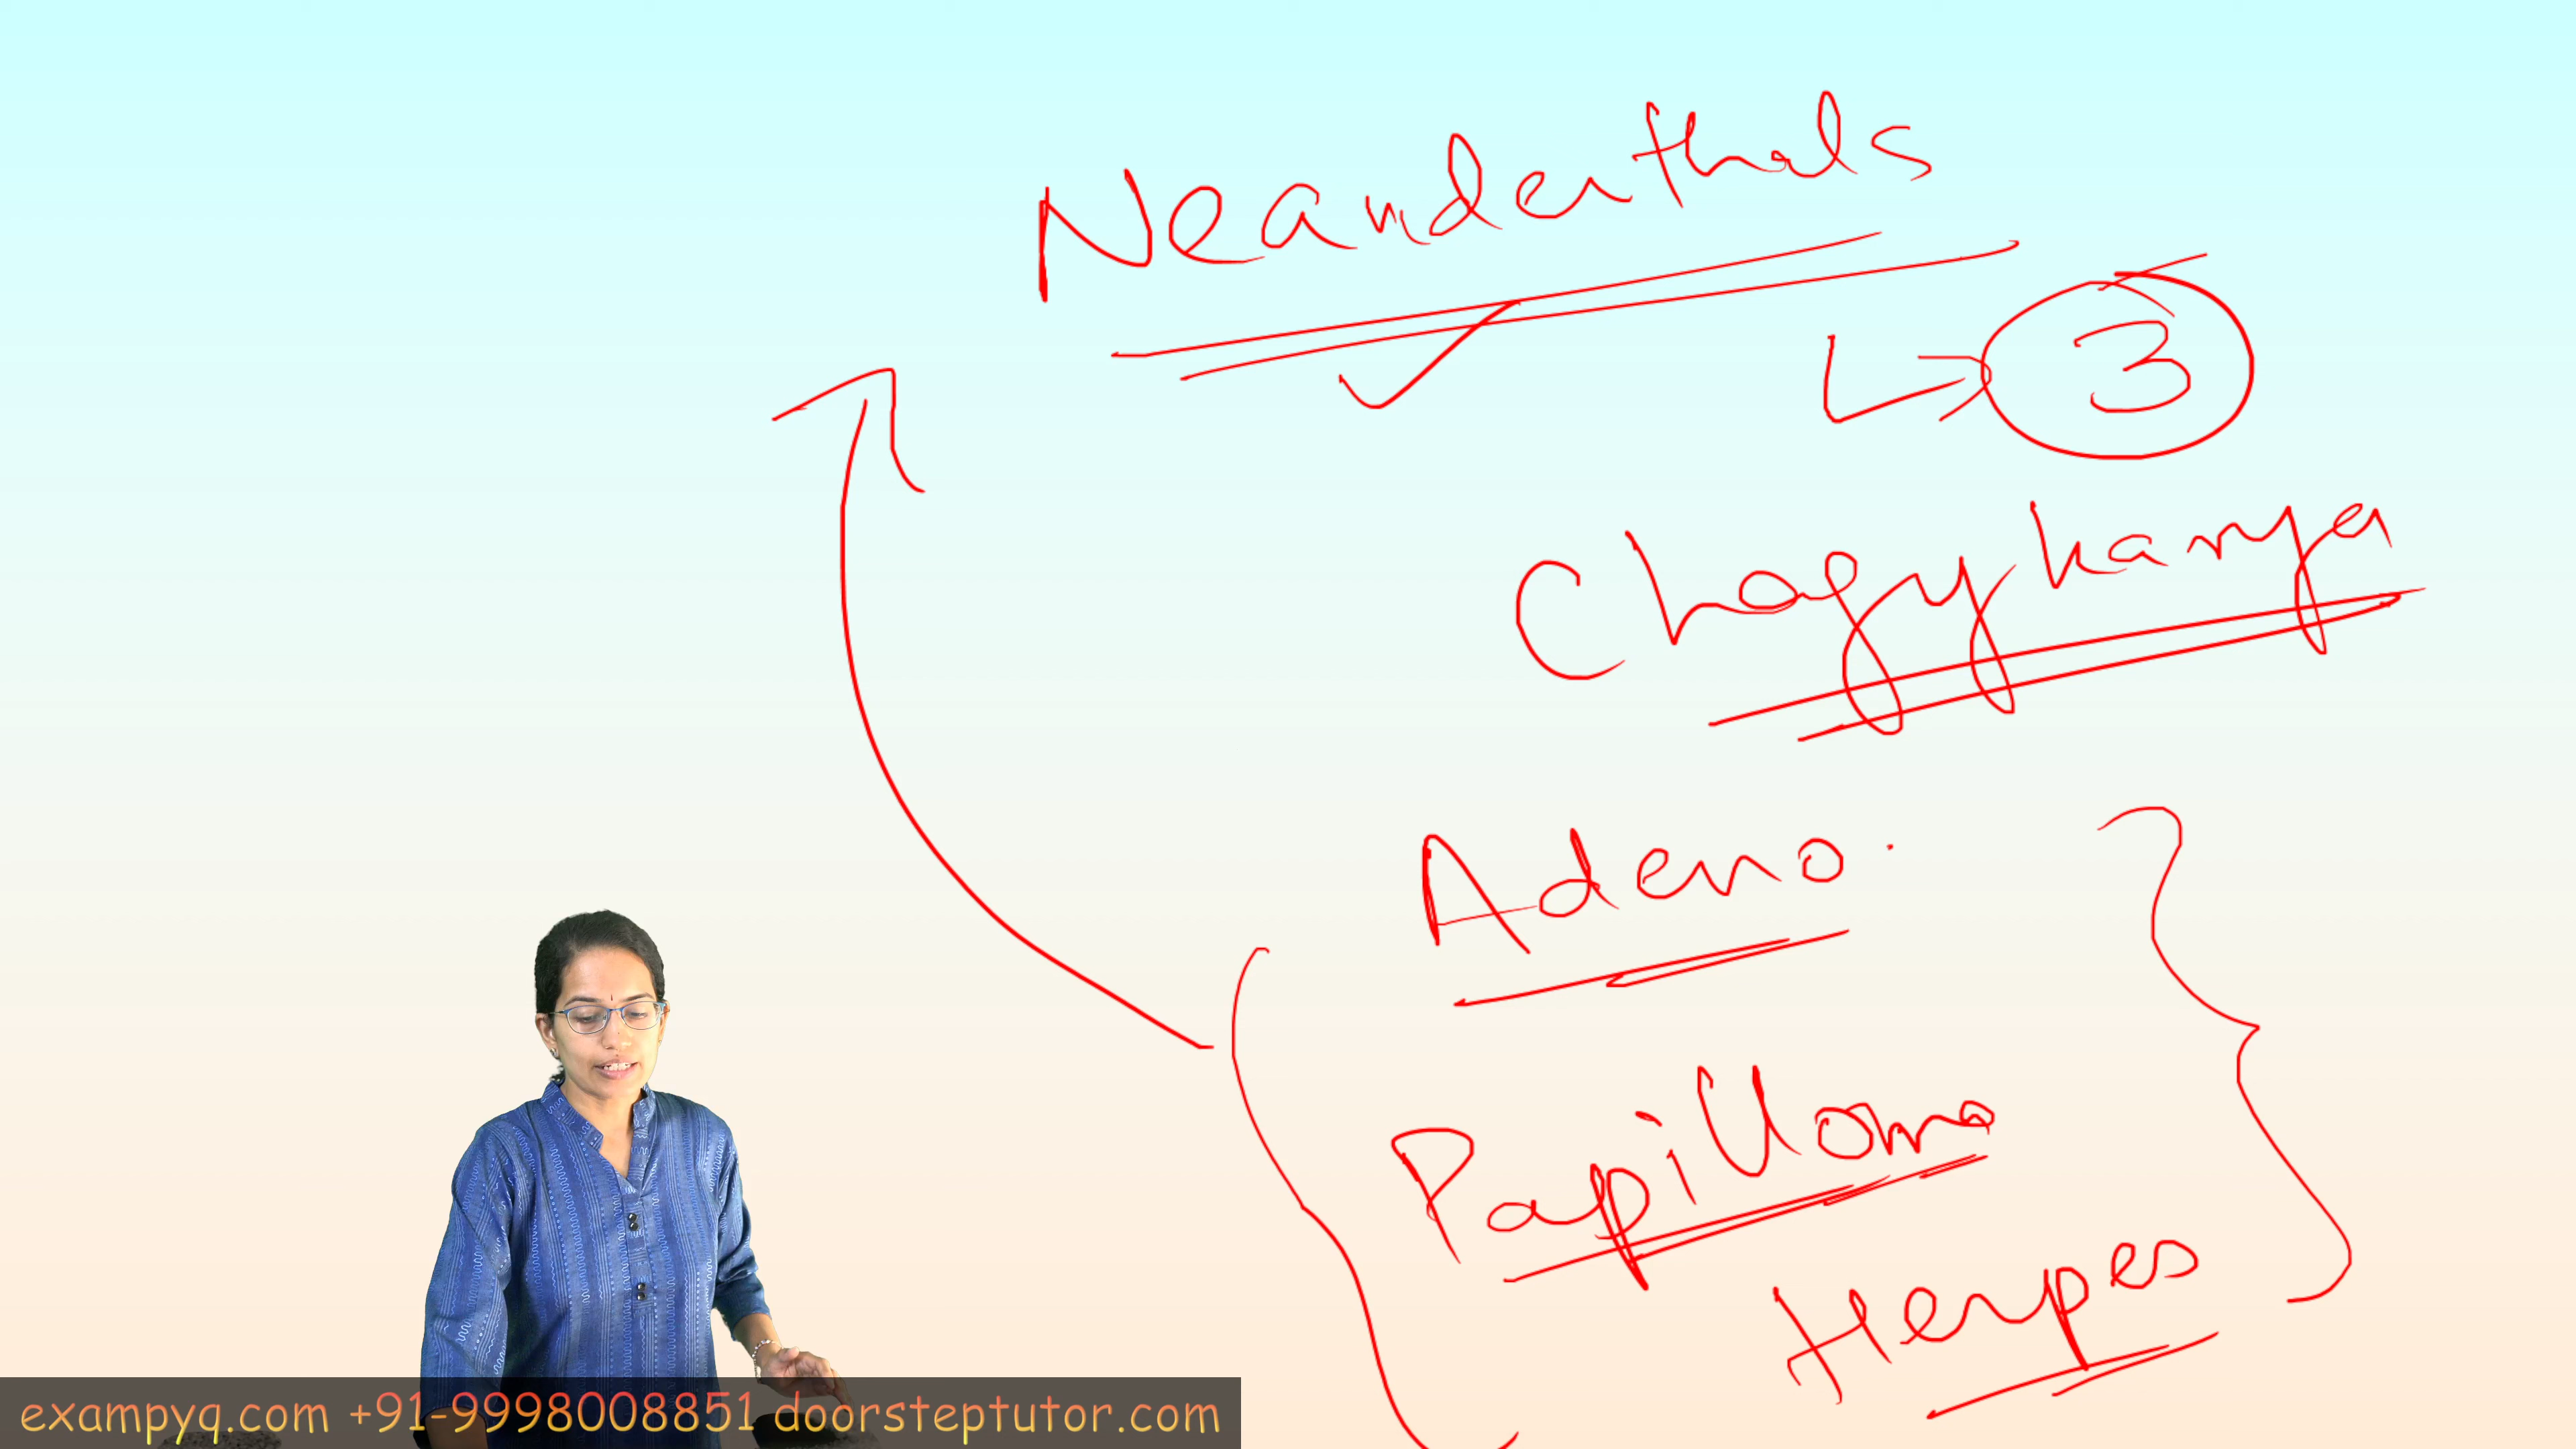 Neanderthals
3
Chagykanya
Adeno.
Papilloma
Herpes
exampyq.com +91-9998008851 doorsteptutor.com